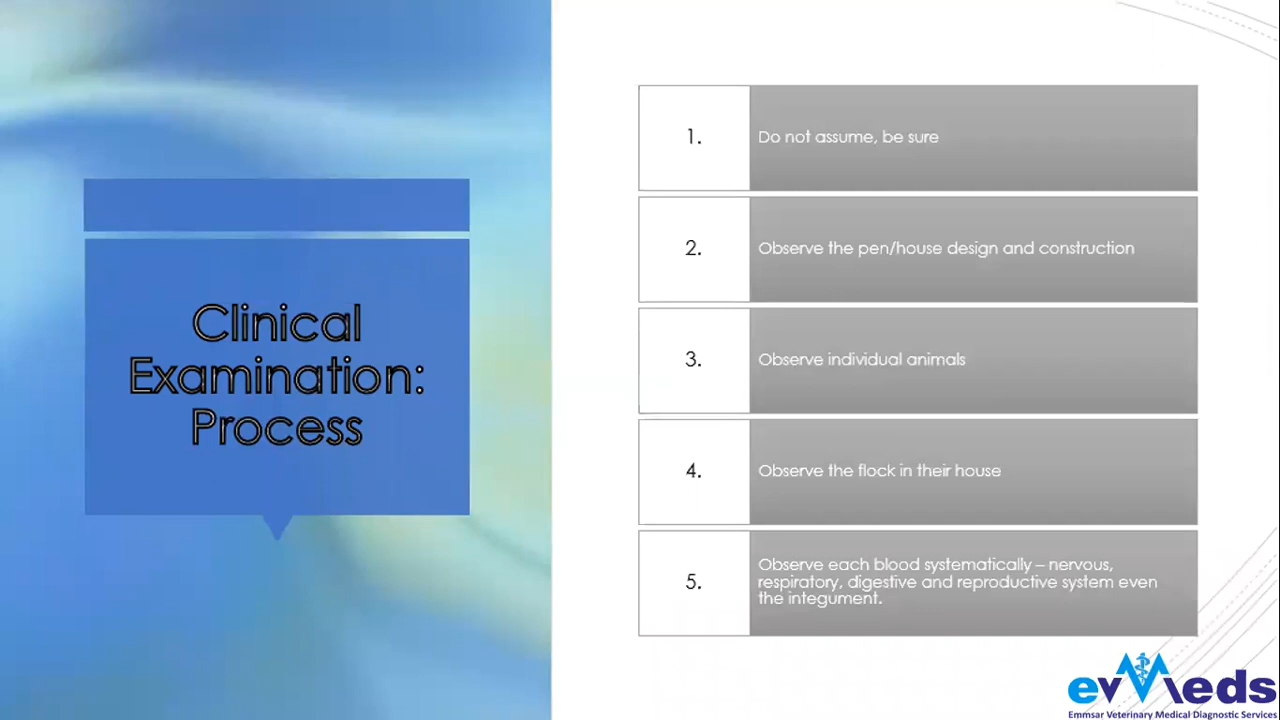 Clinical
Examination:
Process
1.
Do not assume, be sure
2.
Observe the pen/house design and construction
3.
Observe individual animals
4.
Observe the flock in their house
5.
Observe each blood systematically – nervous,
respiratory, digestive and reproductive system even
the integument.
evMeds
Emmsar Veterinary Medical Diagnostic Services